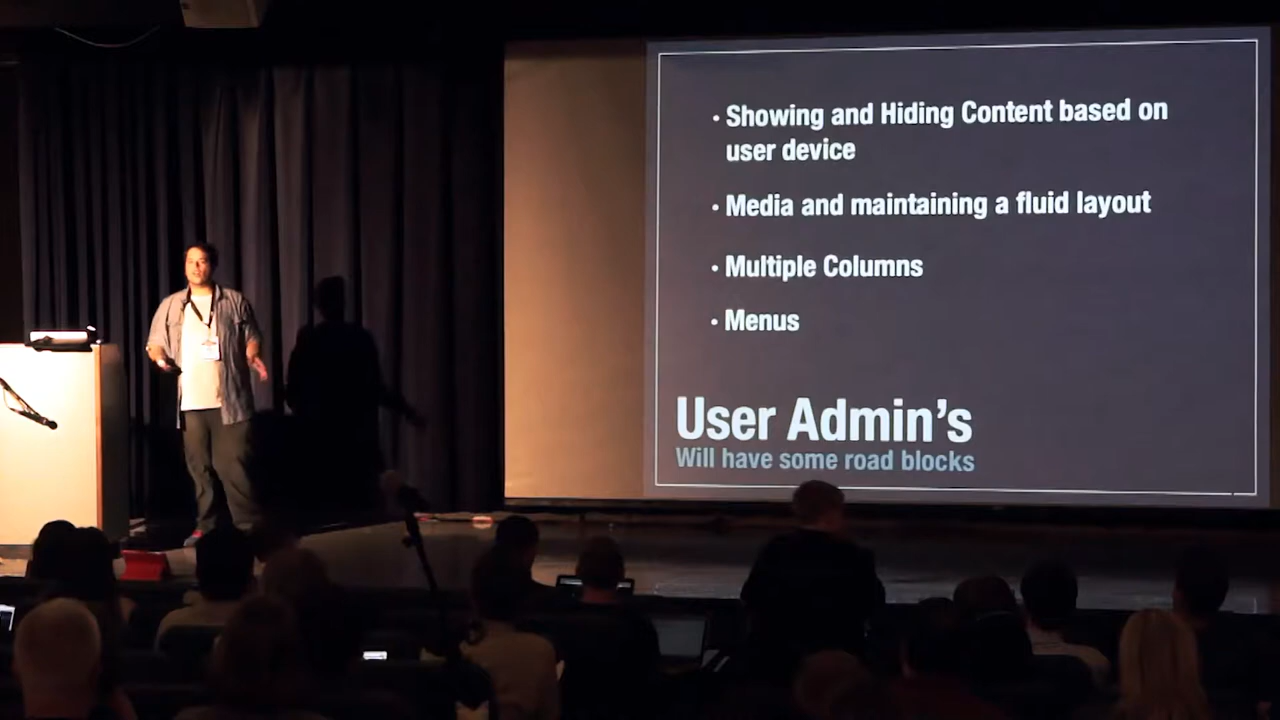 · Showing and Hiding Content based on
user device
· Media and maintaining a fluid layout
· Multiple Columns
· Menus
User Admin's
Will have some road blocks